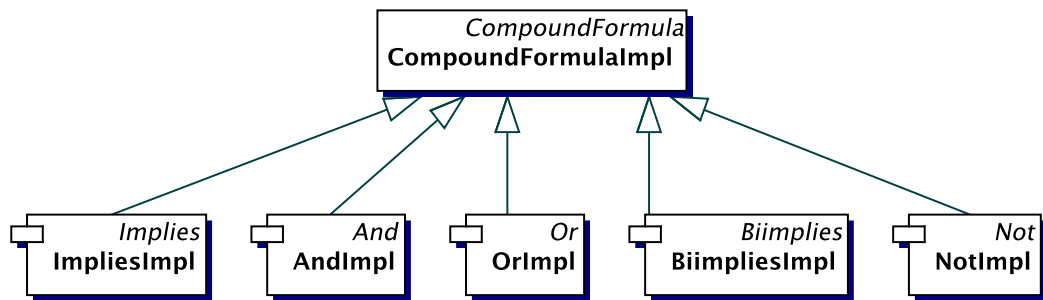 CompoundFormula
CompoundFormulaImpl
Implies
ImpliesImpl
And
AndImpl
Or
OrImpl
Biimplies
BiimpliesImpl
Not
NotImpl